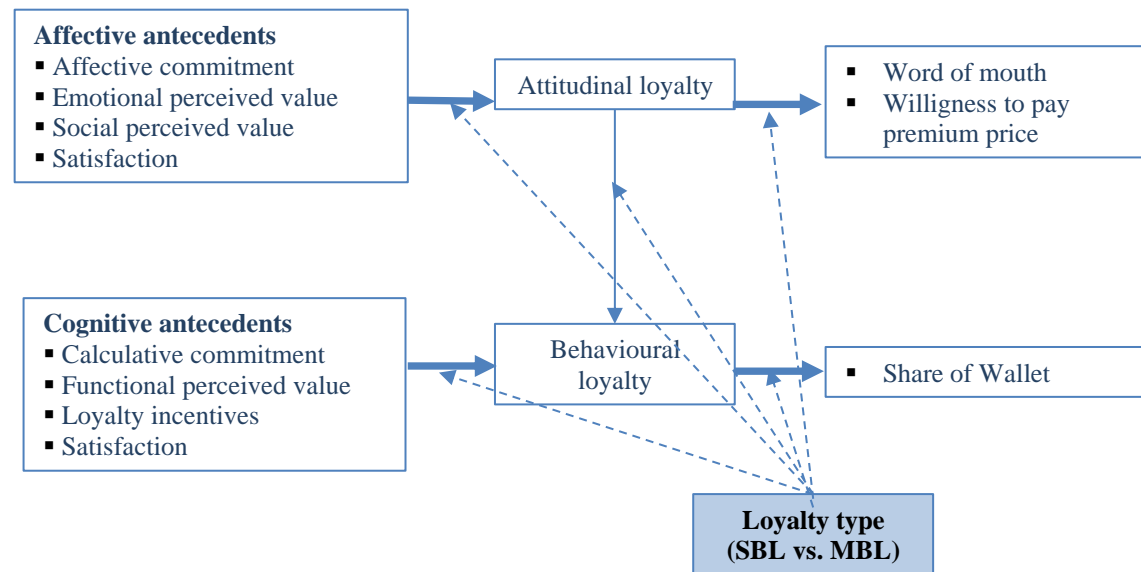 Affective antecedents
▪ Affective commitment
▪ Emotional perceived value
▪ Social perceived value
▪ Satisfaction
Attitudinal loyalty
▪ Word of mouth
▪ Willigness to pay
premium price
Cognitive antecedents
▪ Calculative commitment
▪ Functional perceived value
▪ Loyalty incentives
▪ Satisfaction
Behavioural
loyalty
▪ Share of Wallet
Loyalty type
(SBL vs. MBL)